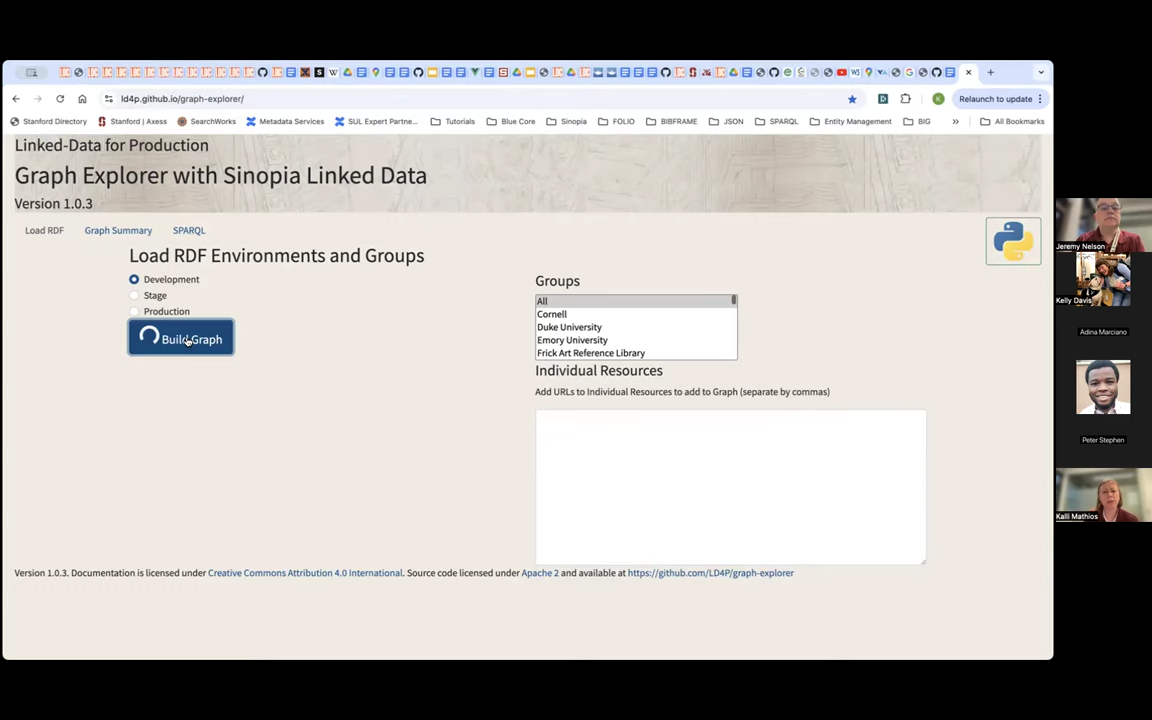 ld4p.github.io/graph-explorer/
Relaunch to update
Stanford Directory
Stanford | Axess
SearchWorks
Metadata Services
SUL Expert Partne...
Tutorials
Blue Core
Sinopia
FOLIO
BIBFRAME
JSON
SPARQL
Entity Management
BIG
»
All Bookmarks
Linked-Data for Production
Graph Explorer with Sinopia Linked Data
Version 1.0.3
Load RDF
Graph Summary
SPARQL
Load RDF Environments and Groups
Development
Stage
Production
Build Graph
Groups
All
Cornell
Duke University
Emory University
Frick Art Reference Library
Individual Resources
Add URLs to Individual Resources to add to Graph (separate by commas)
Version 1.0.3. Documentation is licensed under Creative Commons Attribution 4.0 International. Source code licensed under Apache 2 and available at https://github.com/LD4P/graph-explorer
Jeremy Nelson
Kelly Davis
Adina Marciano
Peter Stephen
Kalli Mathios